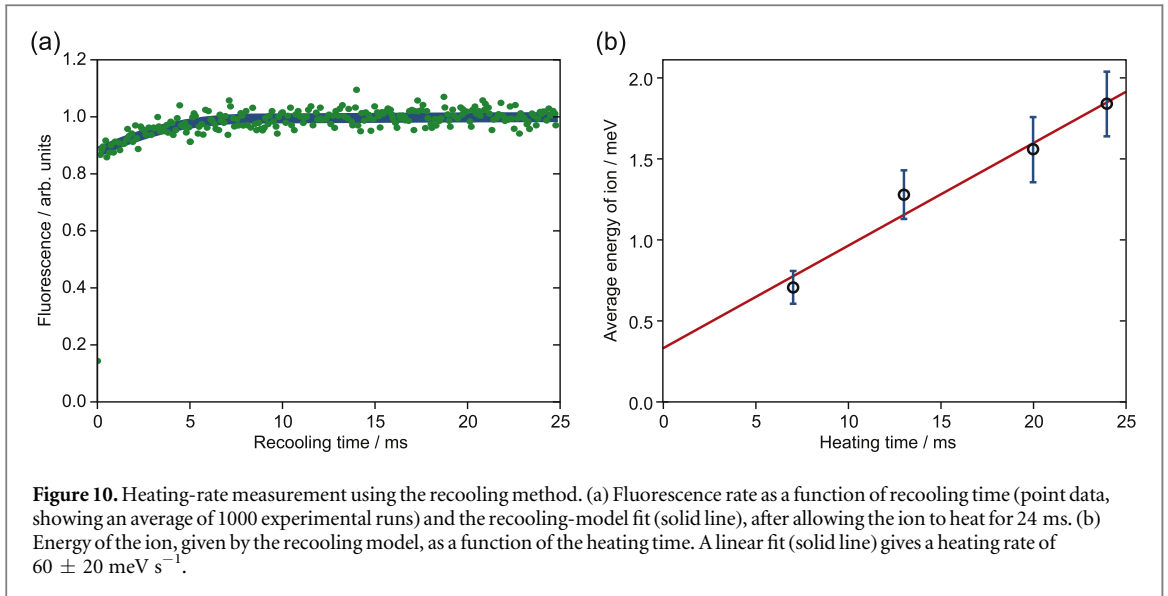 (a)
1.2
1.0
0.8
0.6
0.4
0.2
0.0
Fluorescence / arb. units
0 5 10 15 20 25
Recooling time / ms
(b)
2.0
1.5
1.0
0.5
0.0
Average energy of ion / meV
0 5 10 15 20 25
Heating time / ms
Figure 10. Heating-rate measurement using the recooling method. (a) Fluorescence rate as a function of recooling time (point data,
showing an average of 1000 experimental runs) and the recooling-model fit (solid line), after allowing the ion to heat for 24 ms. (b)
Energy of the ion, given by the recooling model, as a function of the heating time. A linear fit (solid line) gives a heating rate of
60 ± 20 meV s⁻¹.